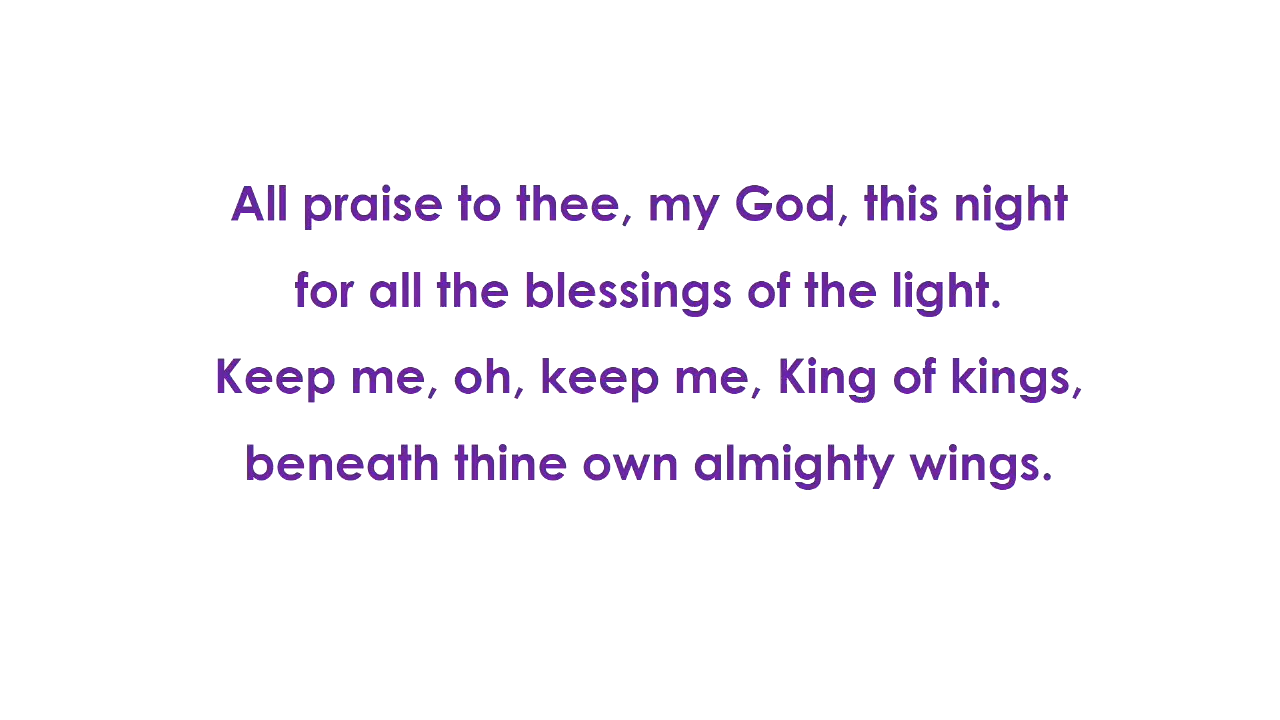 All praise to thee, my God, this night
for all the blessings of the light.
Keep me, oh, keep me, King of kings,
beneath thine own almighty wings.